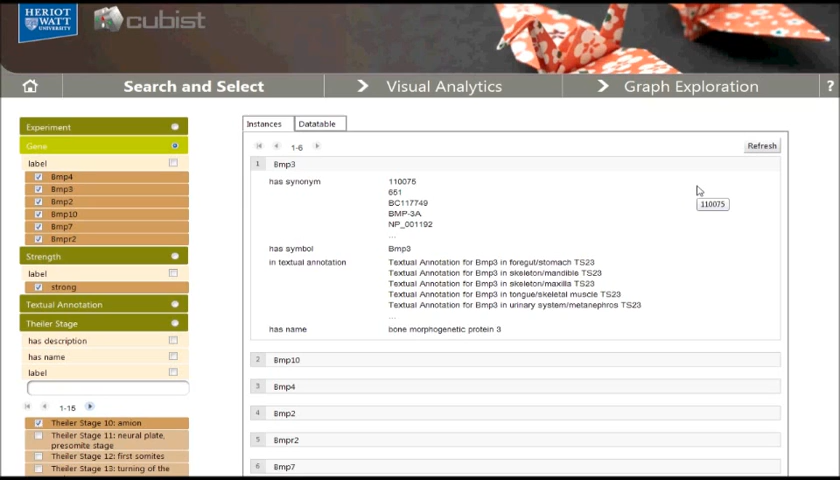 HERIOT
WATT
UNIVERSITY
cubist
Search and Select
Visual Analytics
Graph Exploration
?
Experiment
Gene
label
Bmp4
Bmp3
Bmp2
Bmp10
Bmp7
Bmpr2
Strength
label
strong
Textual Annotation
Theiler Stage
has description
has name
label
1-15
Theiler Stage 10: amion
Theiler Stage 11: neural plate,
presomite stage
Theiler Stage 12: first somites
Theiler Stage 13: turning of the
Instances
Datatable
1-6
Refresh
1 Bmp3
has synonym 110075
651
BC117749
BMP-3A
NP_001192
...
has symbol Bmp3
in textual annotation Textual Annotation for Bmp3 in foregut/stomach TS23
Textual Annotation for Bmp3 in skeleton/mandible TS23
Textual Annotation for Bmp3 in skeleton/maxilla TS23
Textual Annotation for Bmp3 in tongue/skeletal muscle TS23
Textual Annotation for Bmp3 in urinary system/metanephros TS23
...
has name bone morphogenetic protein 3
110075
2 Bmp10
3 Bmp4
4 Bmp2
5 Bmpr2
6 Bmp7